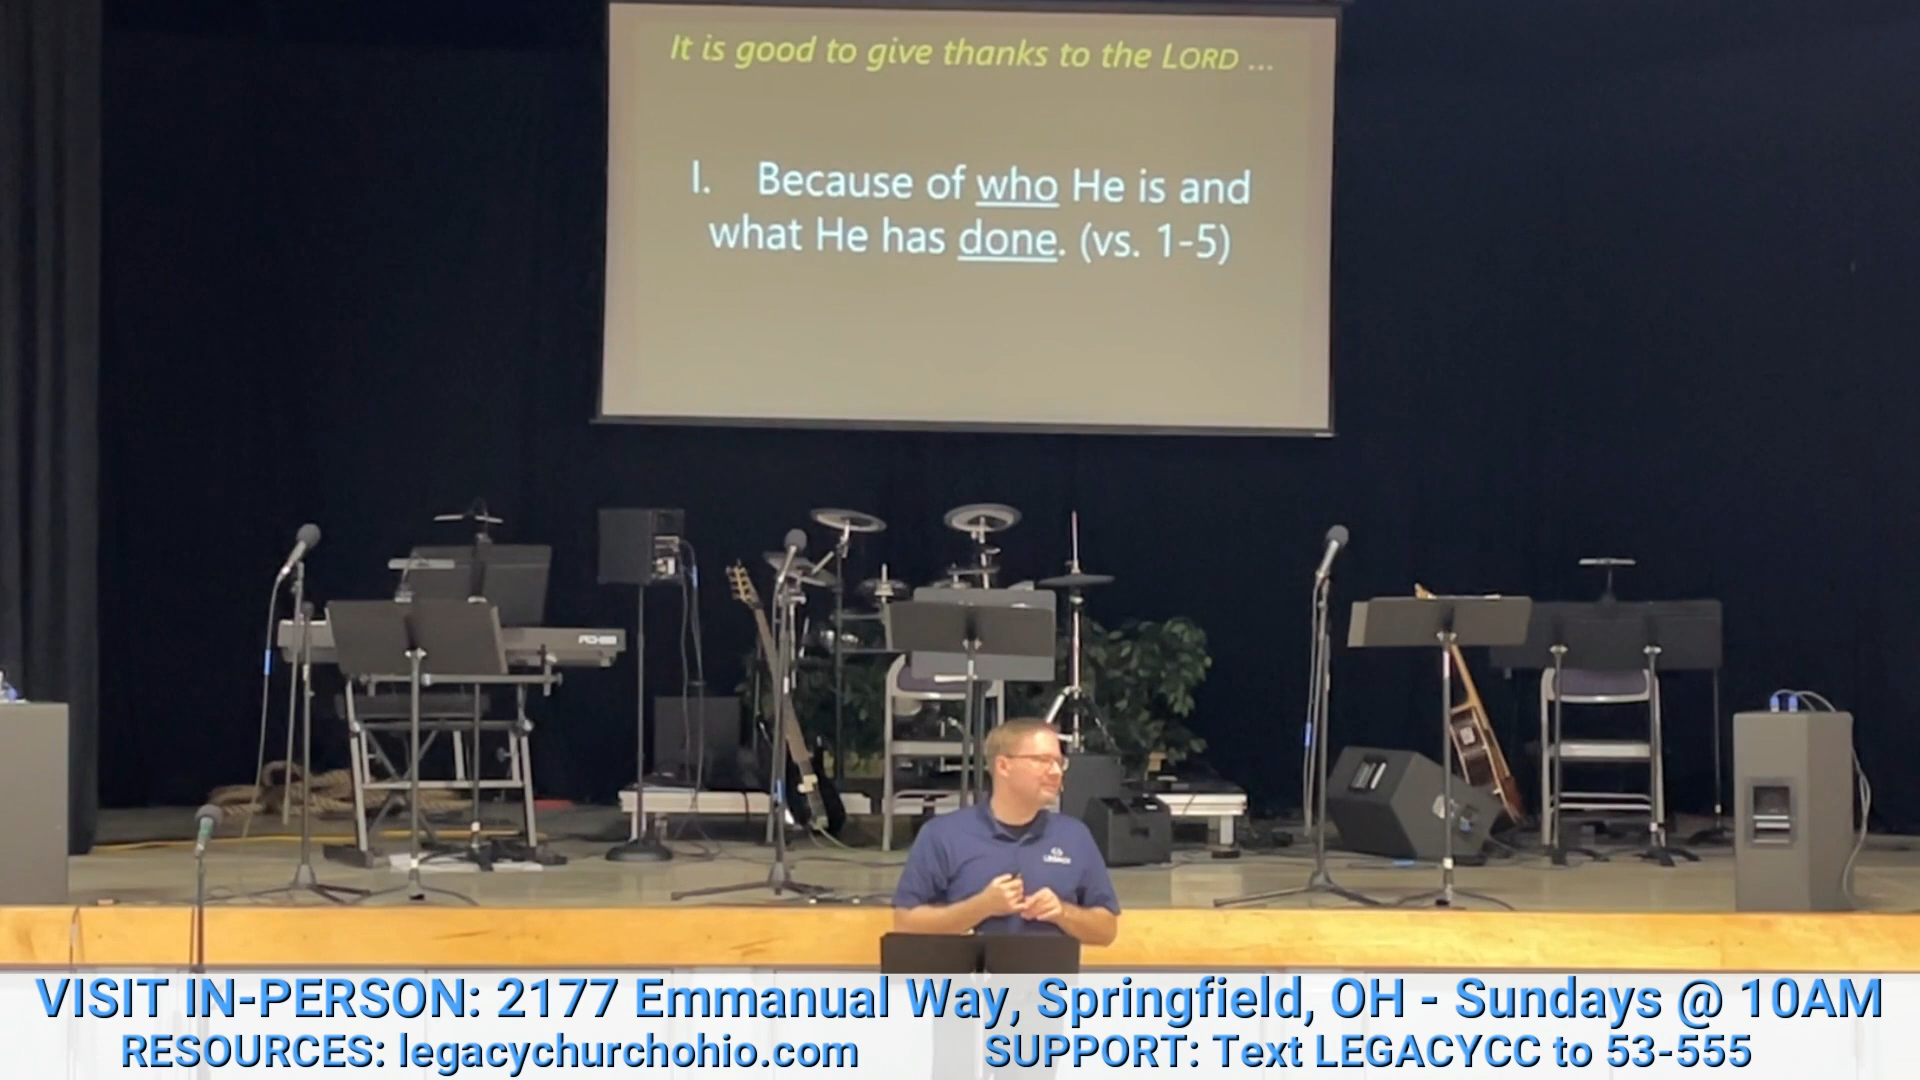 It is good to give thanks to the LORD ...
I. Because of who He is and
what He has done. (vs. 1-5)
LEGACY
VISIT IN-PERSON: 2177 Emmanual Way, Springfield, OH - Sundays @ 10AM
RESOURCES: legacychurchohio.com SUPPORT: Text LEGACYCC to 53-555